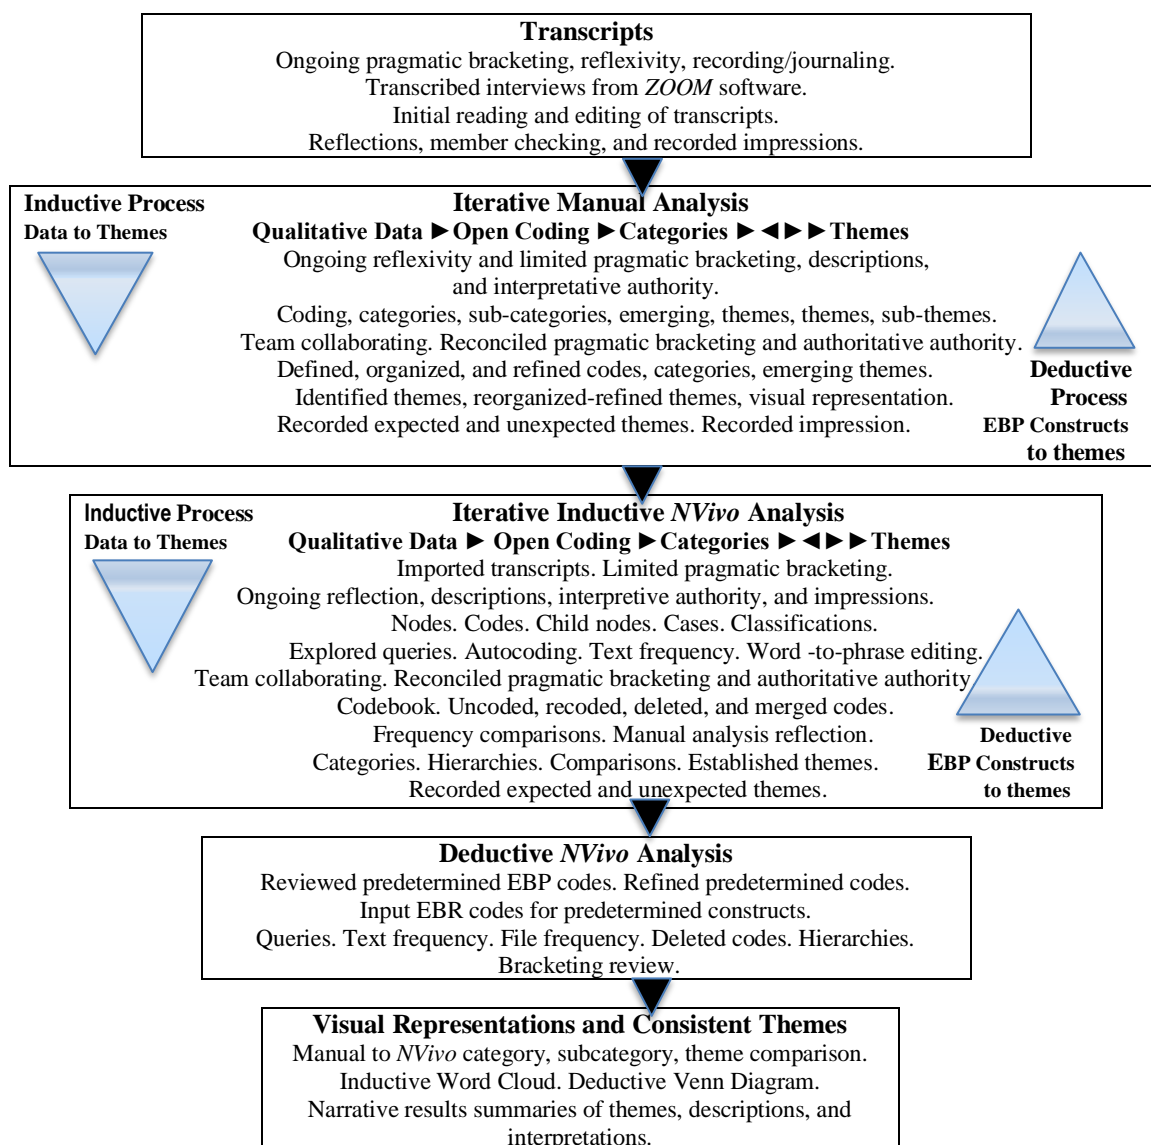 Transcripts
Ongoing pragmatic bracketing, reflexivity, recording/journaling.
Transcribed interviews from ZOOM software.
Initial reading and editing of transcripts.
Reflections, member checking, and recorded impressions.
Inductive Process
Data to Themes
Iterative Manual Analysis
Qualitative Data ►Open Coding ►Categories ►◄►►Themes
Ongoing reflexivity and limited pragmatic bracketing, descriptions,
and interpretative authority.
Coding, categories, sub-categories, emerging, themes, themes, sub-themes.
Team collaborating. Reconciled pragmatic bracketing and authoritative authority.
Defined, organized, and refined codes, categories, emerging themes.
Identified themes, reorganized-refined themes, visual representation.
Recorded expected and unexpected themes. Recorded impression.
Deductive
Process
EBP Constructs
to themes
Inductive Process
Data to Themes
Iterative Inductive NVivo Analysis
Qualitative Data ► Open Coding ►Categories ►◄►►Themes
Imported transcripts. Limited pragmatic bracketing.
Ongoing reflection, descriptions, interpretive authority, and impressions.
Nodes. Codes. Child nodes. Cases. Classifications.
Explored queries. Autocoding. Text frequency. Word -to-phrase editing.
Team collaborating. Reconciled pragmatic bracketing and authoritative authority
Codebook. Uncoded, recoded, deleted, and merged codes.
Frequency comparisons. Manual analysis reflection.
Categories. Hierarchies. Comparisons. Established themes.
Recorded expected and unexpected themes.
Deductive
EBP Constructs
to themes
Deductive NVivo Analysis
Reviewed predetermined EBP codes. Refined predetermined codes.
Input EBR codes for predetermined constructs.
Queries. Text frequency. File frequency. Deleted codes. Hierarchies.
Bracketing review.
Visual Representations and Consistent Themes
Manual to NVivo category, subcategory, theme comparison.
Inductive Word Cloud. Deductive Venn Diagram.
Narrative results summaries of themes, descriptions, and
interpretations.